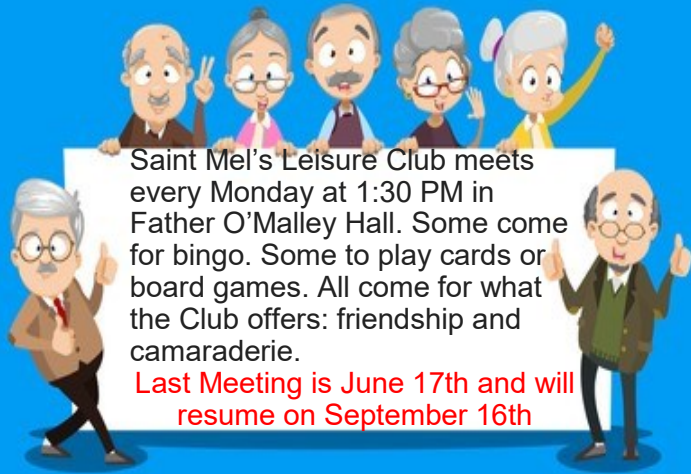 Saint Mel’s Leisure Club meets
every Monday at 1:30 PM in
Father O’Malley Hall. Some come
for bingo. Some to play cards or
board games. All come for what
the Club offers: friendship and
camaraderie.
Last Meeting is June 17th and will
resume on September 16th